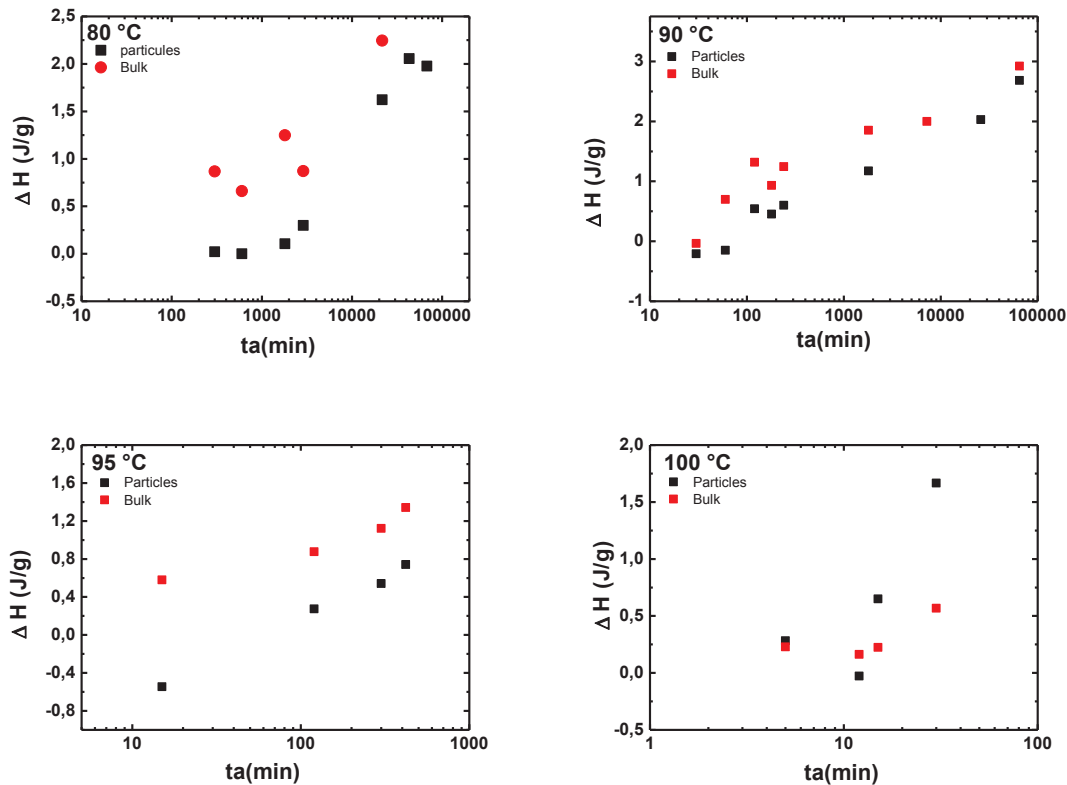 80 °C
particules
Bulk
2,5
2,0
1,5
1,0
0,5
0,0
-0,5
Δ H (J/g)
10 100 1000 10000 100000
ta(min)
90 °C
Particles
Bulk
3
2
1
0
-1
Δ H (J/g)
10 100 1000 10000 100000
ta(min)
95 °C
Particles
Bulk
2,0
1,6
1,2
0,8
0,4
0,0
-0,4
-0,8
Δ H (J/g)
10 100 1000
ta(min)
100 °C
Particles
Bulk
2,0
1,5
1,0
0,5
0,0
-0,5
Δ H (J/g)
1 10 100
ta(min)